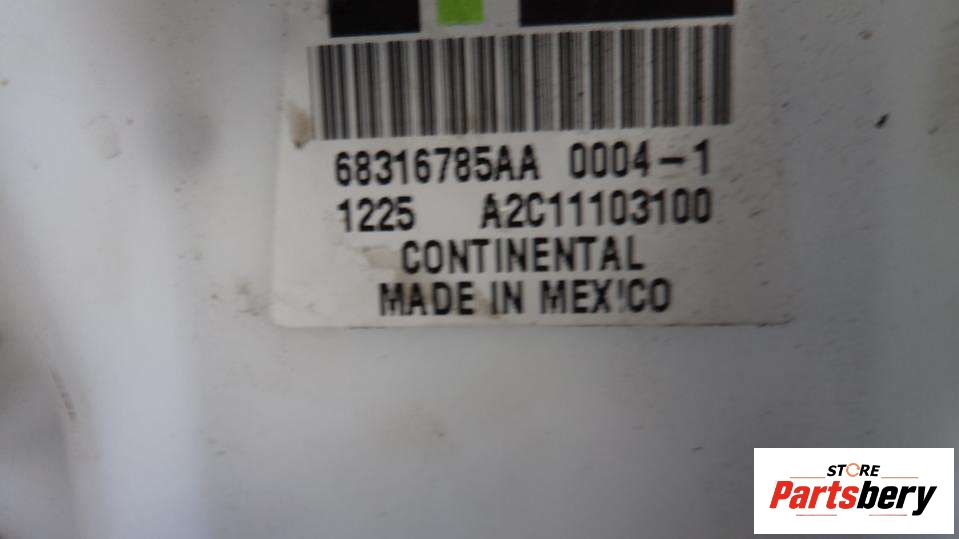 68316785AA 0004-1
1225 A2C11103100
CONTINENTAL
MADE IN MEXICO
STORE
Partsbery